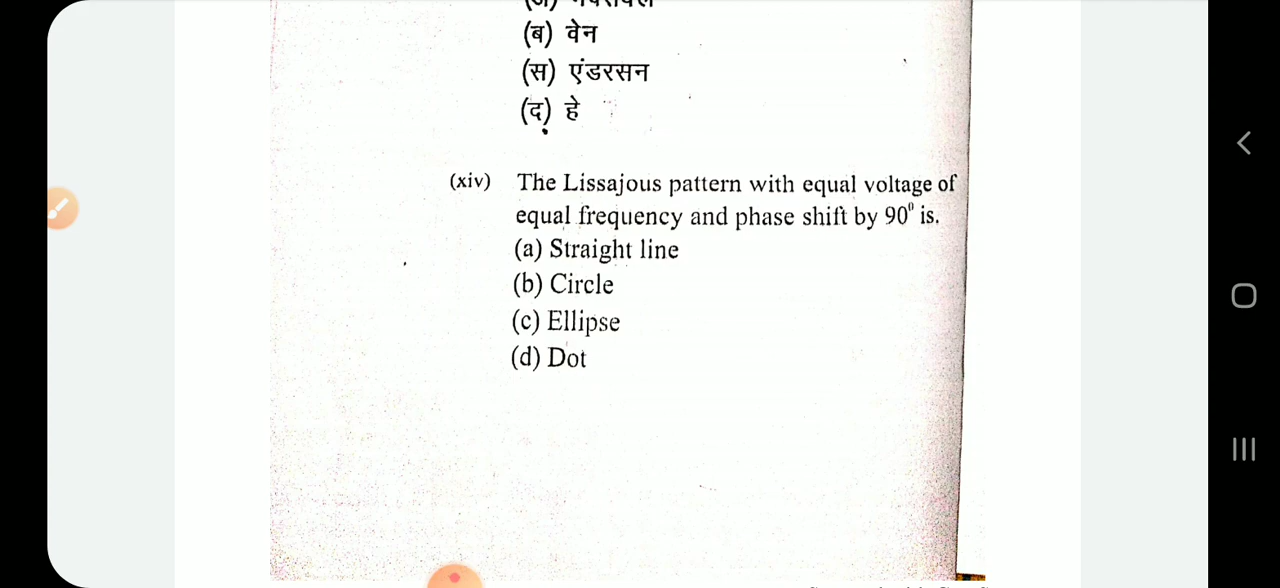 (ब) वेन
(स) एंडरसन
(द) हे
(xiv) The Lissajous pattern with equal voltage of
equal frequency and phase shift by 90⁰ is.
(a) Straight line
(b) Circle
(c) Ellipse
(d) Dot